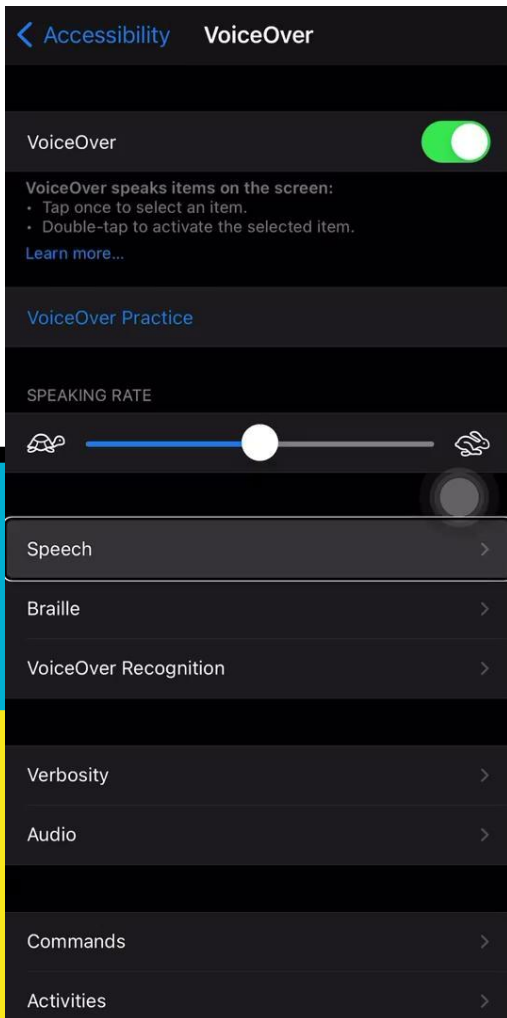 Accessibility VoiceOver
VoiceOver
VoiceOver speaks items on the screen:
• Tap once to select an item.
• Double-tap to activate the selected item.
Learn more...
VoiceOver Practice
SPEAKING RATE
Speech
Braille
VoiceOver Recognition
Verbosity
Audio
Commands
Activities